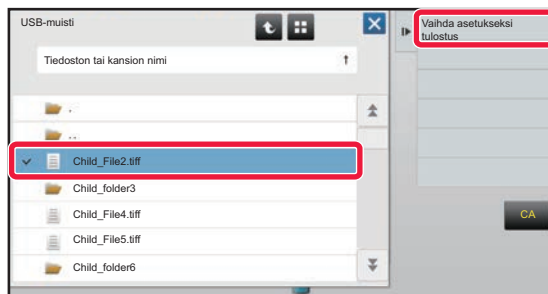 USB-muisti
Vaihda asetukseksi
tulostus
Tiedoston tai kansion nimi
.
..
Child_File2.tiff
Child_folder3
Child_File4.tiff
Child_File5.tiff
Child_folder6
CA